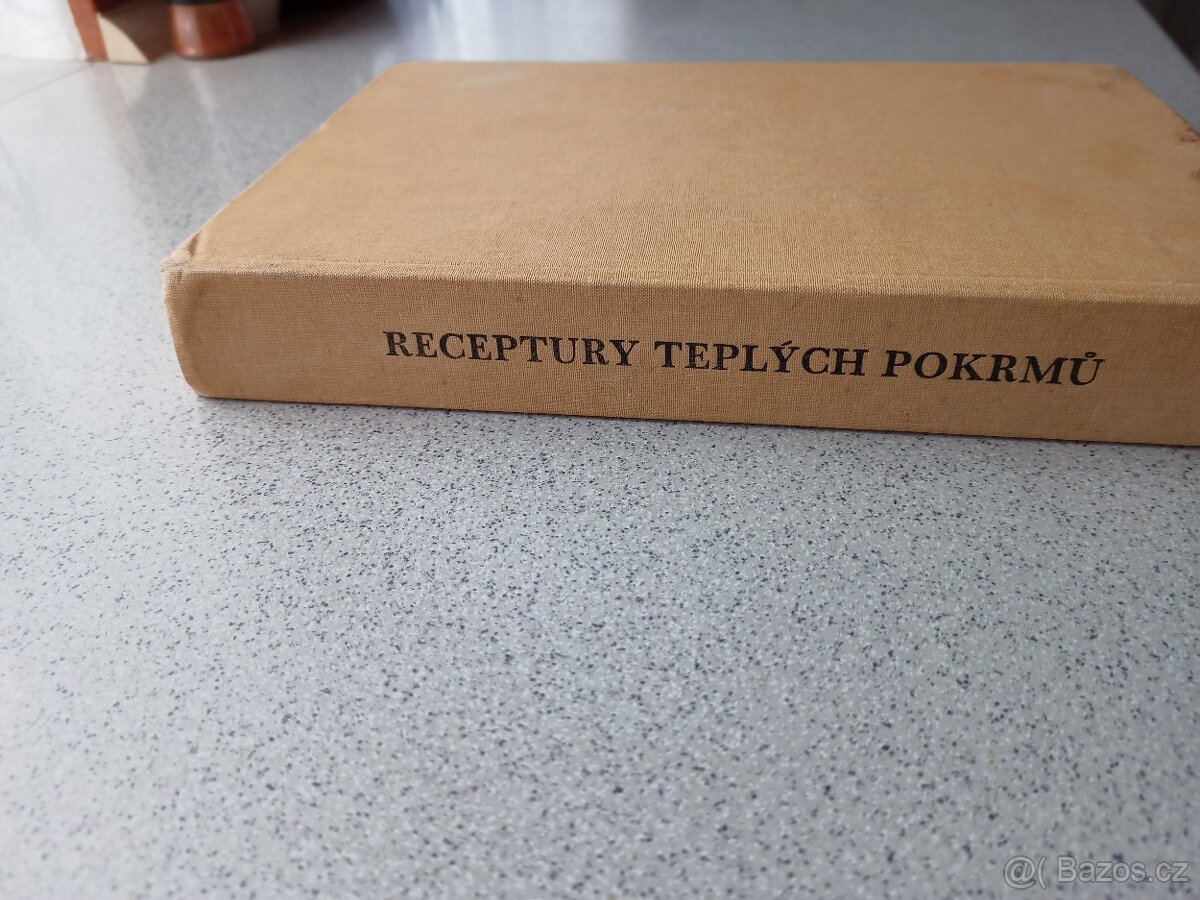 RECEPTURY TEPLÝCH POKRMŮ
@( Bazos.cz